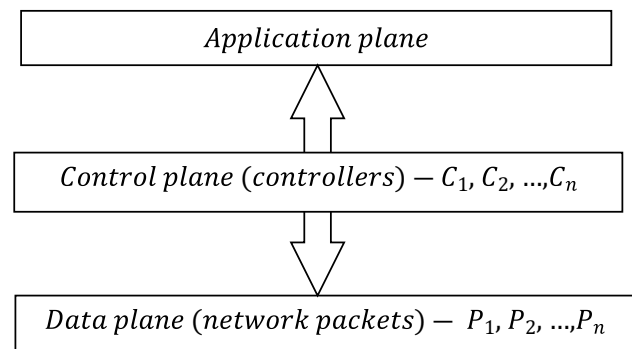 Application plane
Control plane (controllers) − C₁, C₂, ...,Cₙ
Data plane (network packets) − P₁, P₂, ...,Pₙ